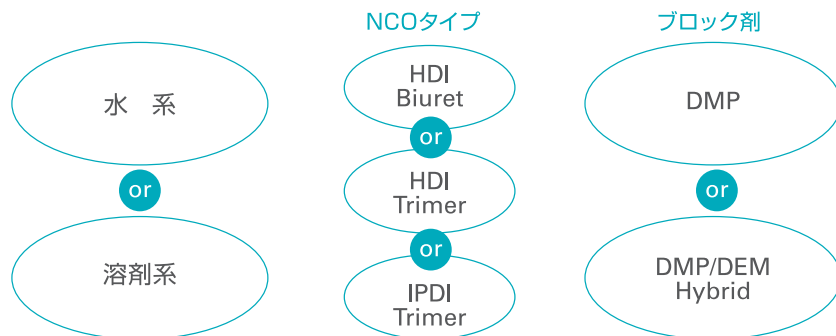 NCOタイプ
ブロック剤
水　系
or
溶剤系
HDI
Biuret
or
HDI
Trimer
or
IPDI
Trimer
DMP
or
DMP/DEM
Hybrid